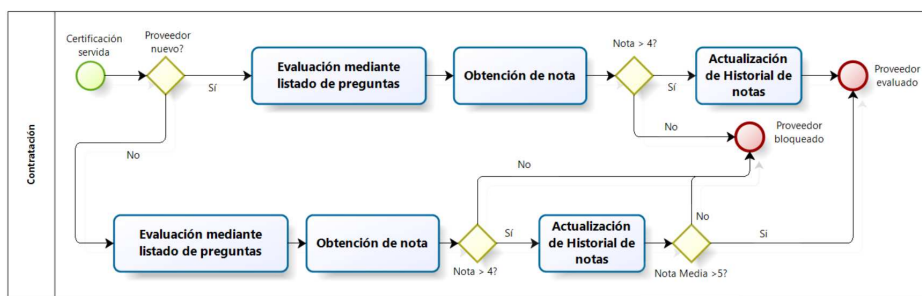 Contratación
Certificación
servida
Proveedor
nuevo?
Sí
Evaluación mediante
listado de preguntas
Obtención de nota
Nota > 4?
Sí
Actualización
de Historial de
notas
Proveedor
evaluado
No
Proveedor
bloqueado
No
Evaluación mediante
listado de preguntas
Obtención de nota
Nota > 4?
No
Sí
Actualización
de Historial de
notas
Nota Media >5?
No
Si